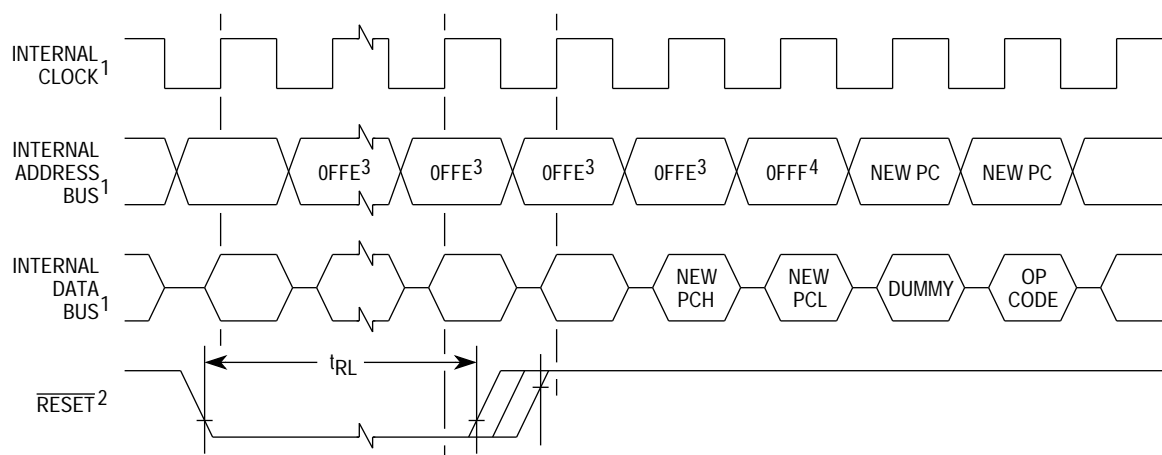 INTERNAL
CLOCK1
INTERNAL
ADDRESS
BUS1
0FFE3 0FFE3 0FFE3 0FFE3 0FFF4 NEW PC NEW PC
INTERNAL
DATA
BUS1
NEW
PCH
NEW
PCL
DUMMY
OP
CODE
tRL
RESET2